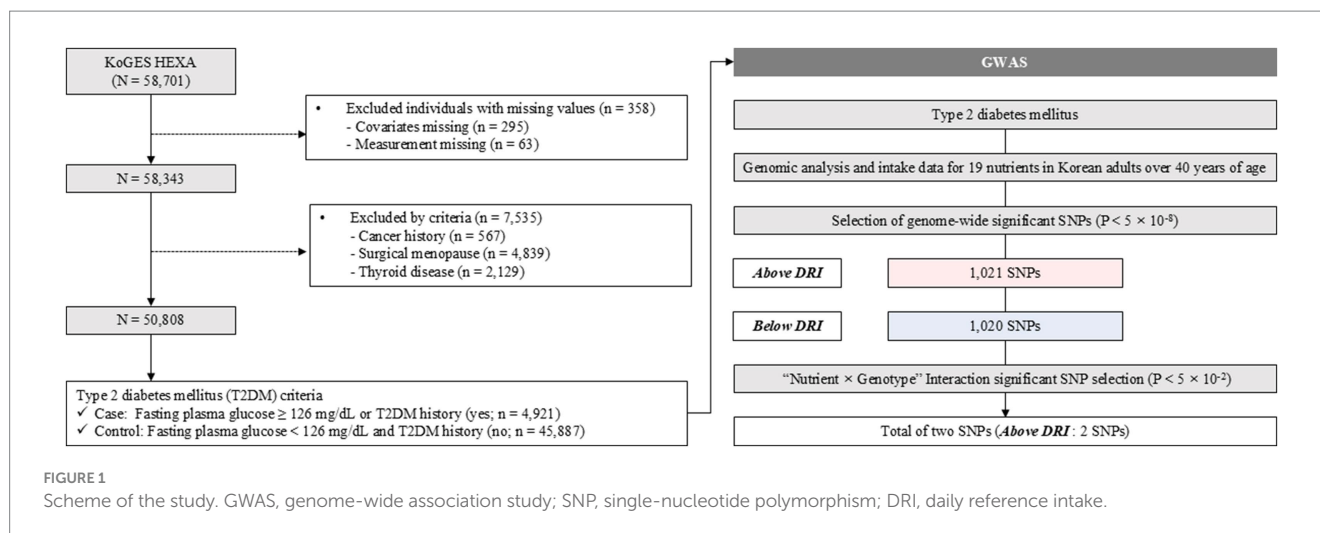 KoGES HEXA
(N = 58,701)
• Excluded individuals with missing values (n = 358)
- Covariates missing (n = 295)
- Measurement missing (n = 63)
N = 58,343
• Excluded by criteria (n = 7,535)
- Cancer history (n = 567)
- Surgical menopause (n = 4,839)
- Thyroid disease (n = 2,129)
N = 50,808
Type 2 diabetes mellitus (T2DM) criteria
✓ Case: Fasting plasma glucose ≥ 126 mg/dL or T2DM history (yes; n = 4,921)
✓ Control: Fasting plasma glucose < 126 mg/dL and T2DM history (no; n = 45,887)
GWAS
Type 2 diabetes mellitus
Genomic analysis and intake data for 19 nutrients in Korean adults over 40 years of age
Selection of genome-wide significant SNPs (P < 5 × 10⁻⁸)
Above DRI
1,021 SNPs
Below DRI
1,020 SNPs
“Nutrient × Genotype” Interaction significant SNP selection (P < 5 × 10⁻²)
Total of two SNPs (Above DRI : 2 SNPs)
FIGURE 1
Scheme of the study. GWAS, genome-wide association study; SNP, single-nucleotide polymorphism; DRI, daily reference intake.